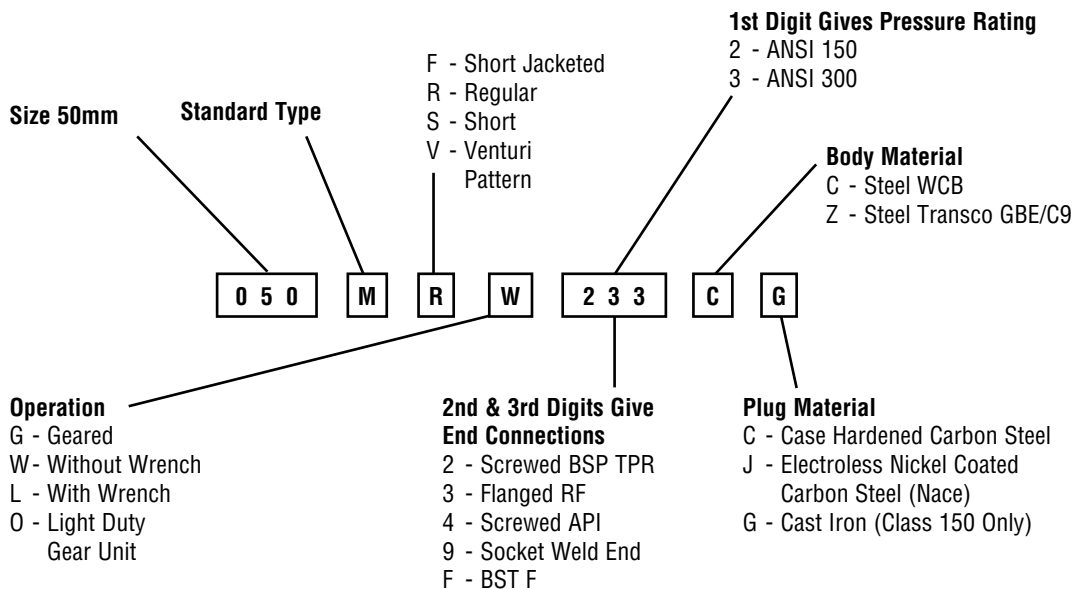 1st Digit Gives Pressure Rating
2 - ANSI 150
3 - ANSI 300
F - Short Jacketed
R - Regular
S - Short
V - Venturi
Pattern
Size 50mm
Standard Type
Body Material
C - Steel WCB
Z - Steel Transco GBE/C9
0 5 0 M R W 2 3 3 C G
Operation
G - Geared
W - Without Wrench
L - With Wrench
O - Light Duty
Gear Unit
2nd & 3rd Digits Give
End Connections
2 - Screwed BSP TPR
3 - Flanged RF
4 - Screwed API
9 - Socket Weld End
F - BST F
Plug Material
C - Case Hardened Carbon Steel
J - Electroless Nickel Coated
Carbon Steel (Nace)
G - Cast Iron (Class 150 Only)